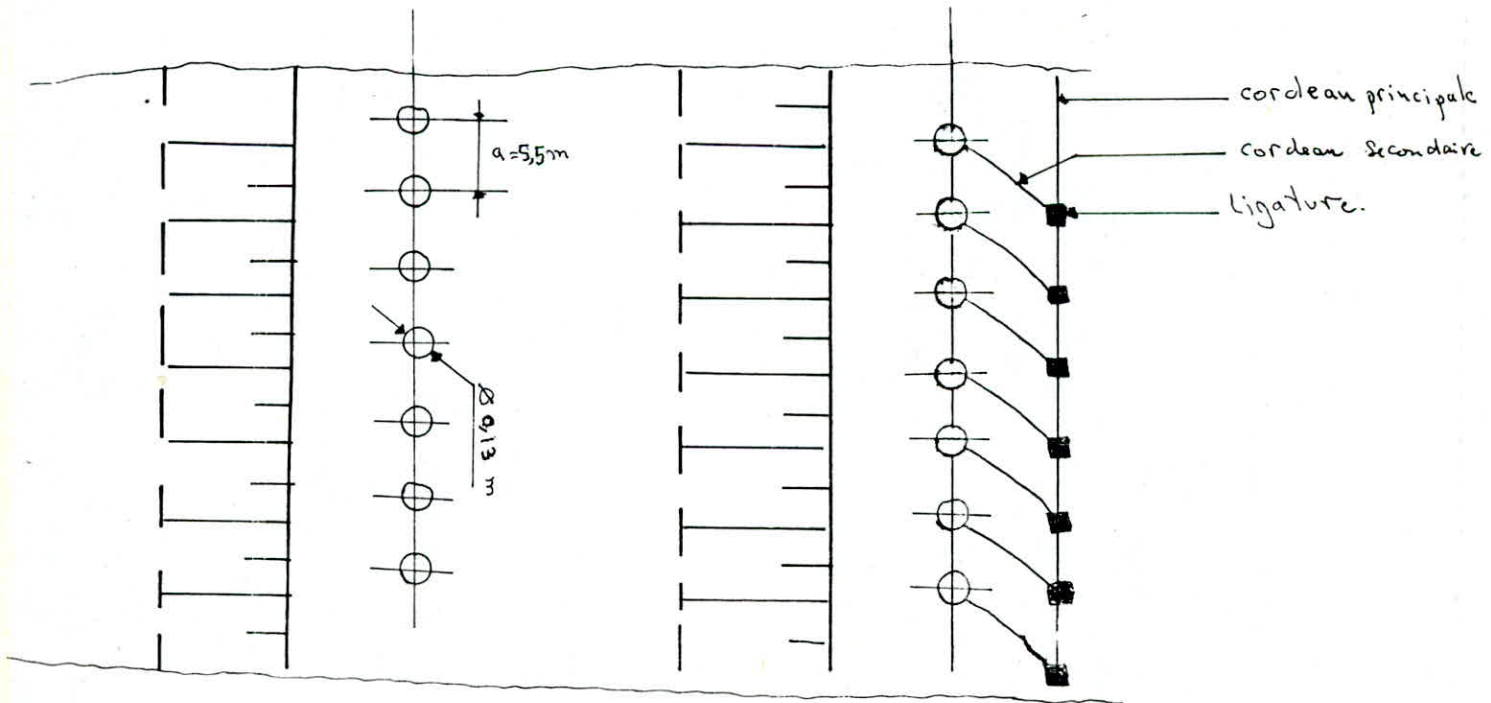 cordeau principale
cordeau Secondaire
Ligature.
a=5,5m
Ø 0,13 m